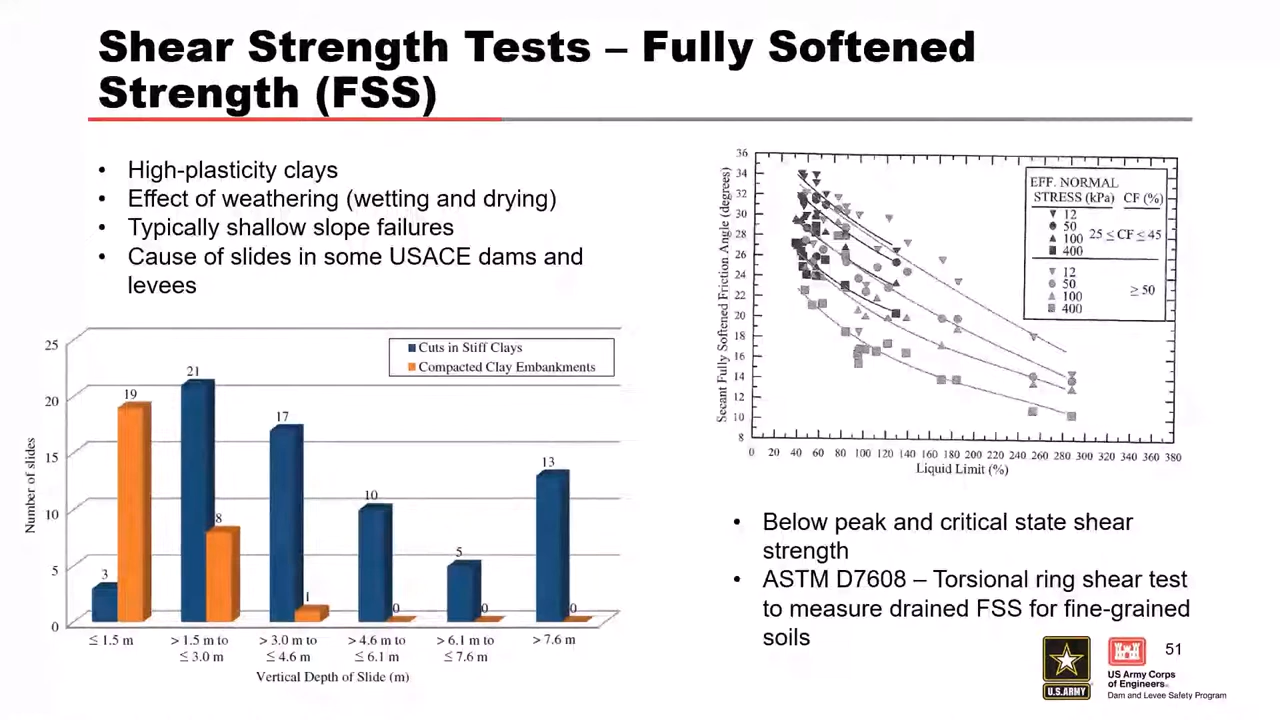 Shear Strength Tests – Fully Softened
Strength (FSS)
• High-plasticity clays
• Effect of weathering (wetting and drying)
• Typically shallow slope failures
• Cause of slides in some USACE dams and
levees
25
20
15
10
5
0
Number of slides
Cuts in Stiff Clays
Compacted Clay Embankments
3
19
21
8
17
1
10
0
5
0
13
0
≤ 1.5 m
> 1.5 m to
≤ 3.0 m
> 3.0 m to
≤ 4.6 m
> 4.6 m to
≤ 6.1 m
> 6.1 m to
≤ 7.6 m
> 7.6 m
Vertical Depth of Slide (m)
Secant Fully Softened Friction Angle (degrees)
36
34
32
30
28
26
24
22
20
18
16
14
12
10
8
EFF. NORMAL
STRESS (kPa) CF (%)
12
50
100
400
25 ≤ CF ≤ 45
12
50
100
400
≥ 50
0 20 40 60 80 100 120 140 160 180 200 220 240 260 280 300 320 340 360 380
Liquid Limit (%)
• Below peak and critical state shear
strength
• ASTM D7608 – Torsional ring shear test
to measure drained FSS for fine-grained
soils
U.S.ARMY
US Army Corps
of Engineers®
Dam and Levee Safety Program
51